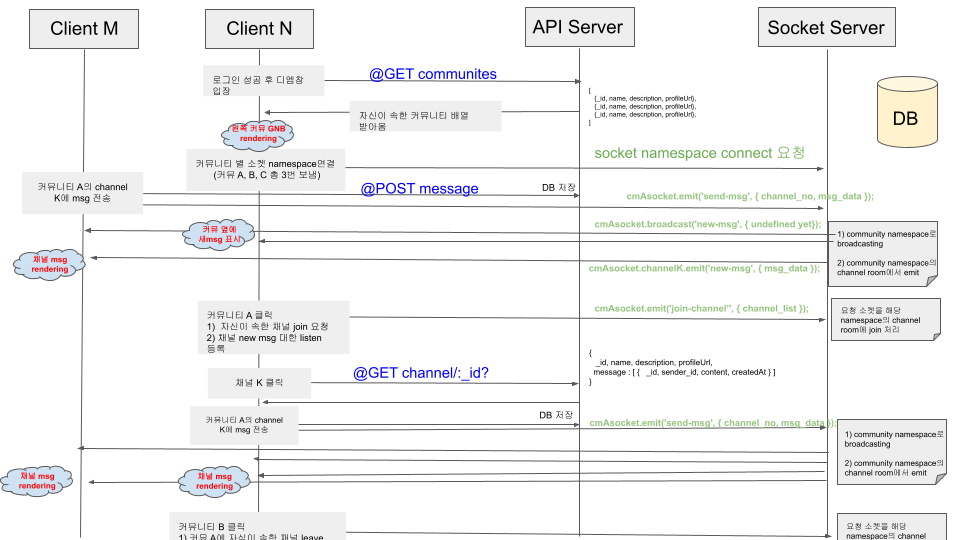 Client M
Client N
API Server
Socket Server
로그인 성공 후 디엠창
입장
@GET communites
[
{_id, name, description, profileUrl},
{_id, name, description, profileUrl},
{_id, name, description, profileUrl},
]
자신이 속한 커뮤니티 배열
받아옴
DB
왼쪽 커뮤 GNB
rendering
커뮤니티 별 소켓 namespace연결
(커뮤 A, B, C 총 3번 보냄)
socket namespace connect 요청
커뮤니티 A의 channel
K에 msg 전송
@POST message
DB 저장
cmAsocket.emit('send-msg', { channel_no, msg_data });
커뮤 옆에
새msg 표시
cmAsocket.broadcast('new-msg', { undefined yet});
1) community namespace로
broadcasting
2) community namespace의
channel room에서 emit
채널 msg
rendering
cmAsocket.channelK.emit('new-msg', { msg_data });
커뮤니티 A 클릭
1) 자신이 속한 채널 join 요청
2) 채널 new msg 대한 listen
등록
cmAsocket.emit('join-channel'', { channel_list });
요청 소켓을 해당
namespace의 channel
room에 join 처리
채널 K 클릭
@GET channel/:_id?
{
_id, name, description, profileUrl,
message : [ { _id, sender_id, content, createdAt } ]
}
커뮤니티 A의 channel
K에 msg 전송
DB 저장
cmAsocket.emit('send-msg', { channel_no, msg_data });
1) community namespace로
broadcasting
2) community namespace의
channel room에서 emit
채널 msg
rendering
채널 msg
rendering
커뮤니티 B 클릭
1) 커뮤 A에 자신이 속한 채널 leave
요청 소켓을 해당
namespace의 channel